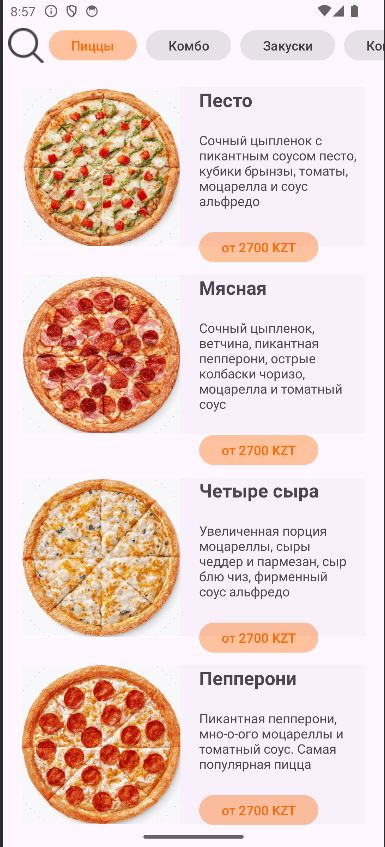 8:57
Пиццы
Комбо
Закуски
Песто
Сочный цыпленок с
пикантным соусом песто,
кубики брынзы, томаты,
моцарелла и соус
альфредо
от 2700 KZT
Мясная
Сочный цыпленок,
ветчина, пикантная
пепперони, острые
колбаски чоризо,
моцарелла и томатный
соус
от 2700 KZT
Четыре сыра
Увеличенная порция
моцареллы, сыры
чеддер и пармезан, сыр
блю чиз, фирменный
соус альфредо
от 2700 KZT
Пепперони
Пикантная пепперони,
мно-о-ого моцареллы и
томатный соус. Самая
популярная пицца
от 2700 KZT